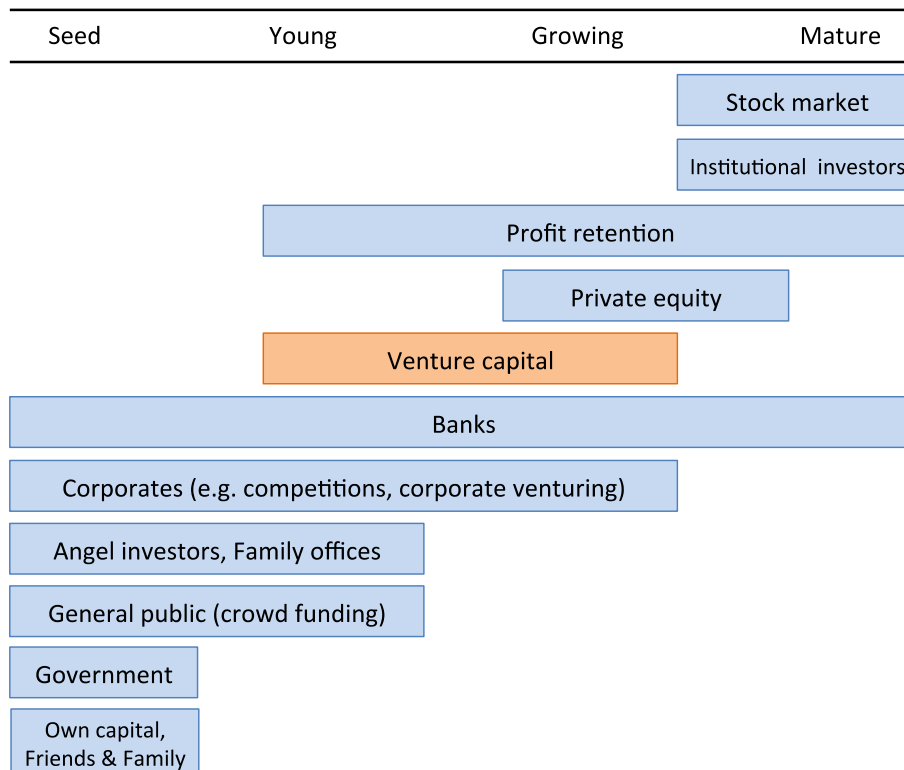 Seed Young Growing Mature
Stock market
Institutional investors
Profit retention
Private equity
Venture capital
Banks
Corporates (e.g. competitions, corporate venturing)
Angel investors, Family offices
General public (crowd funding)
Government
Own capital,
Friends & Family